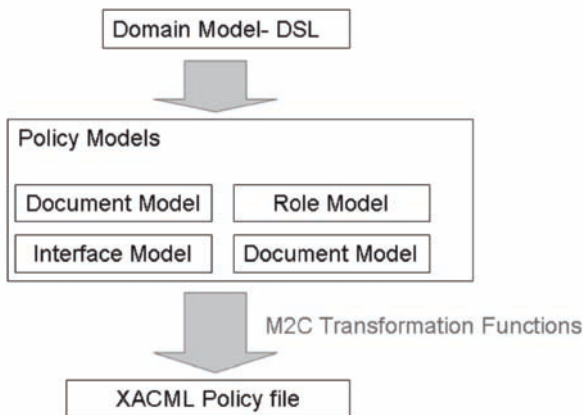 Domain Model- DSL
Policy Models
Document Model
Role Model
Interface Model
Document Model
M2C Transformation Functions
XACML Policy file